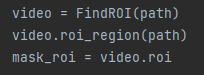 video = FindROI(path)
video.roi_region(path)
mask_roi = video.roi